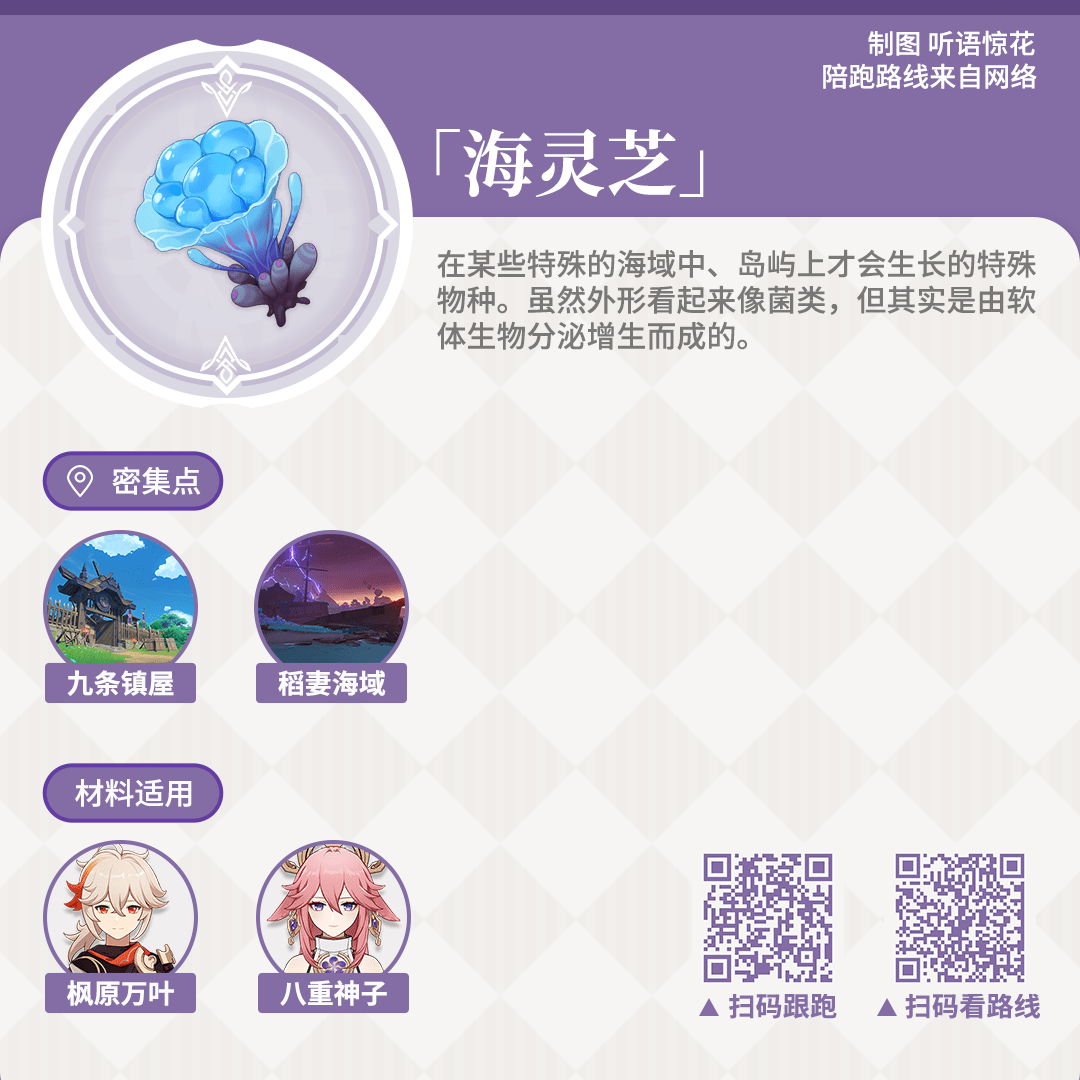 制图 听语惊花
陪跑路线来自网络
「海灵芝」
在某些特殊的海域中、岛屿上才会生长的特殊
物种。虽然外形看起来像菌类，但其实是由软
体生物分泌增生而成的。
密集点
九条镇屋
稻妻海域
材料适用
枫原万叶
八重神子
▲ 扫码跟跑
▲ 扫码看路线